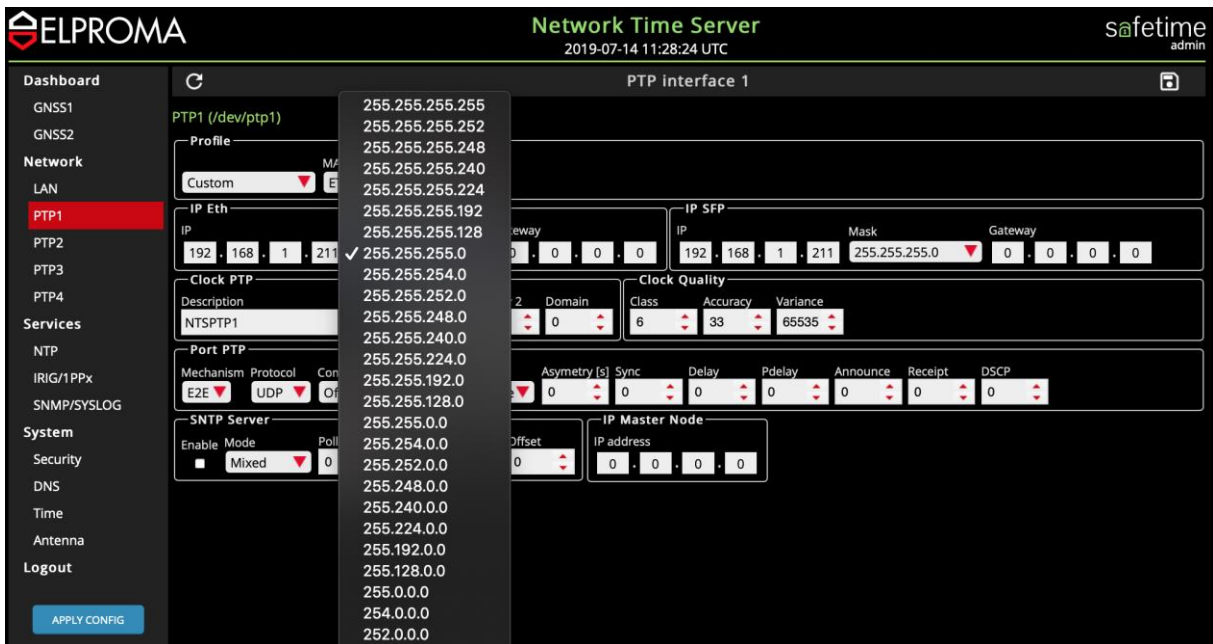 ELPROMA
Network Time Server
2019-07-14 11:28:24 UTC
safetime
admin
Dashboard
GNSS1
GNSS2
Network
LAN
PTP1
PTP2
PTP3
PTP4
Services
NTP
IRIG/1PPx
SNMP/SYSLOG
System
Security
DNS
Time
Antenna
Logout
APPLY CONFIG
PTP interface 1
PTP1 (/dev/ptp1)
Profile
Custom
IP Eth
IP
192 . 168 . 1 . 211
255.255.255.255
255.255.255.252
255.255.255.248
255.255.255.240
255.255.255.224
255.255.255.192
255.255.255.128
✓ 255.255.255.0
255.255.254.0
255.255.252.0
255.255.248.0
255.255.240.0
255.255.224.0
255.255.192.0
255.255.128.0
255.255.0.0
255.254.0.0
255.252.0.0
255.248.0.0
255.240.0.0
255.224.0.0
255.192.0.0
255.128.0.0
255.0.0.0
254.0.0.0
252.0.0.0
. 0 . 0 . 0
IP SFP
IP Mask Gateway
192 . 168 . 1 . 211 255.255.255.0 0 . 0 . 0 . 0
Clock PTP
Description 2 Domain
NTSPTP1 0
Clock Quality
Class Accuracy Variance
6 33 65535
Port PTP
Mechanism Protocol Asymetry [s] Sync Delay Pdelay Announce Receipt DSCP
E2E UDP 0 0 0 0 0 0 0
SNTP Server
Enable Mode Offset
Mixed 0 0
IP Master Node
IP address
0 . 0 . 0 . 0